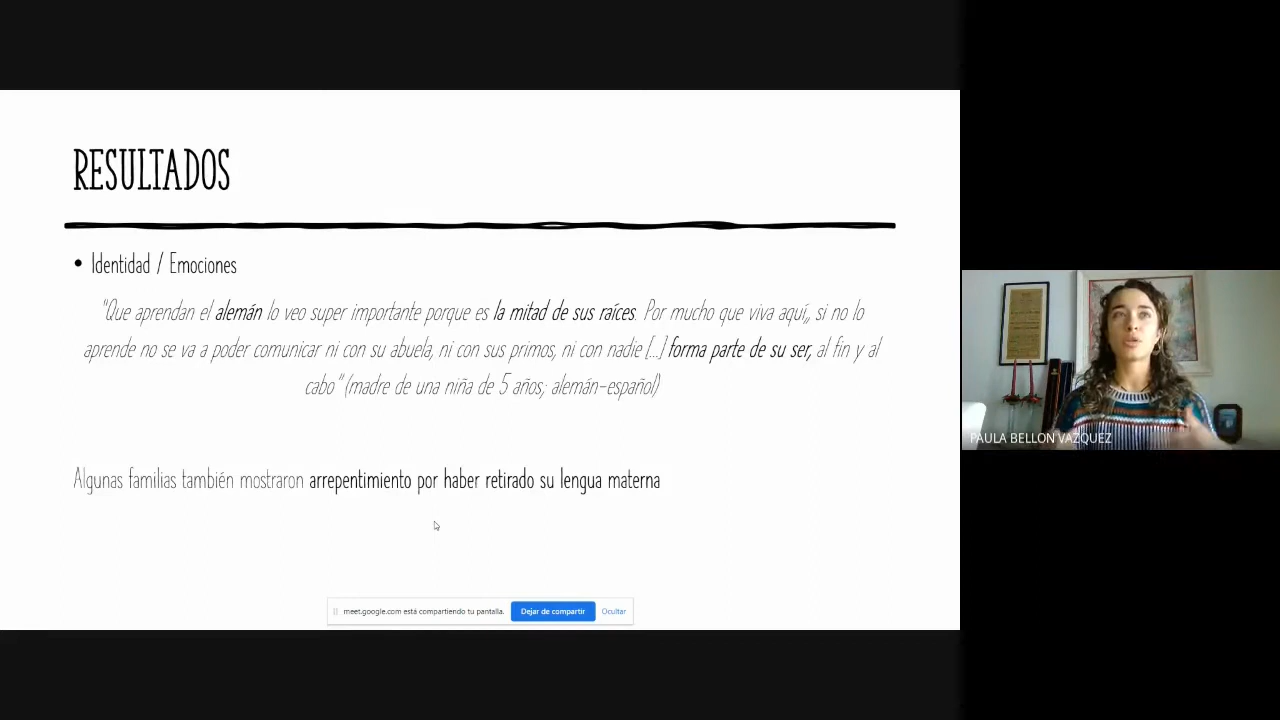 RESULTADOS
• Identidad / Emociones
"Que aprendan el alemán lo veo super importante porque es la mitad de sus raíces. Por mucho que viva aquí,, si no lo
aprende no se va a poder comunicar ni con su abuela, ni con sus primos, ni con nadie [...] forma parte de su ser, al fin y al
cabo" (madre de una niña de 5 años; alemán-español)
Algunas familias también mostraron arrepentimiento por haber retirado su lengua materna
meet.google.com está compartiendo tu pantalla.
Dejar de compartir
Ocultar
PAULA BELLON VAZQUEZ